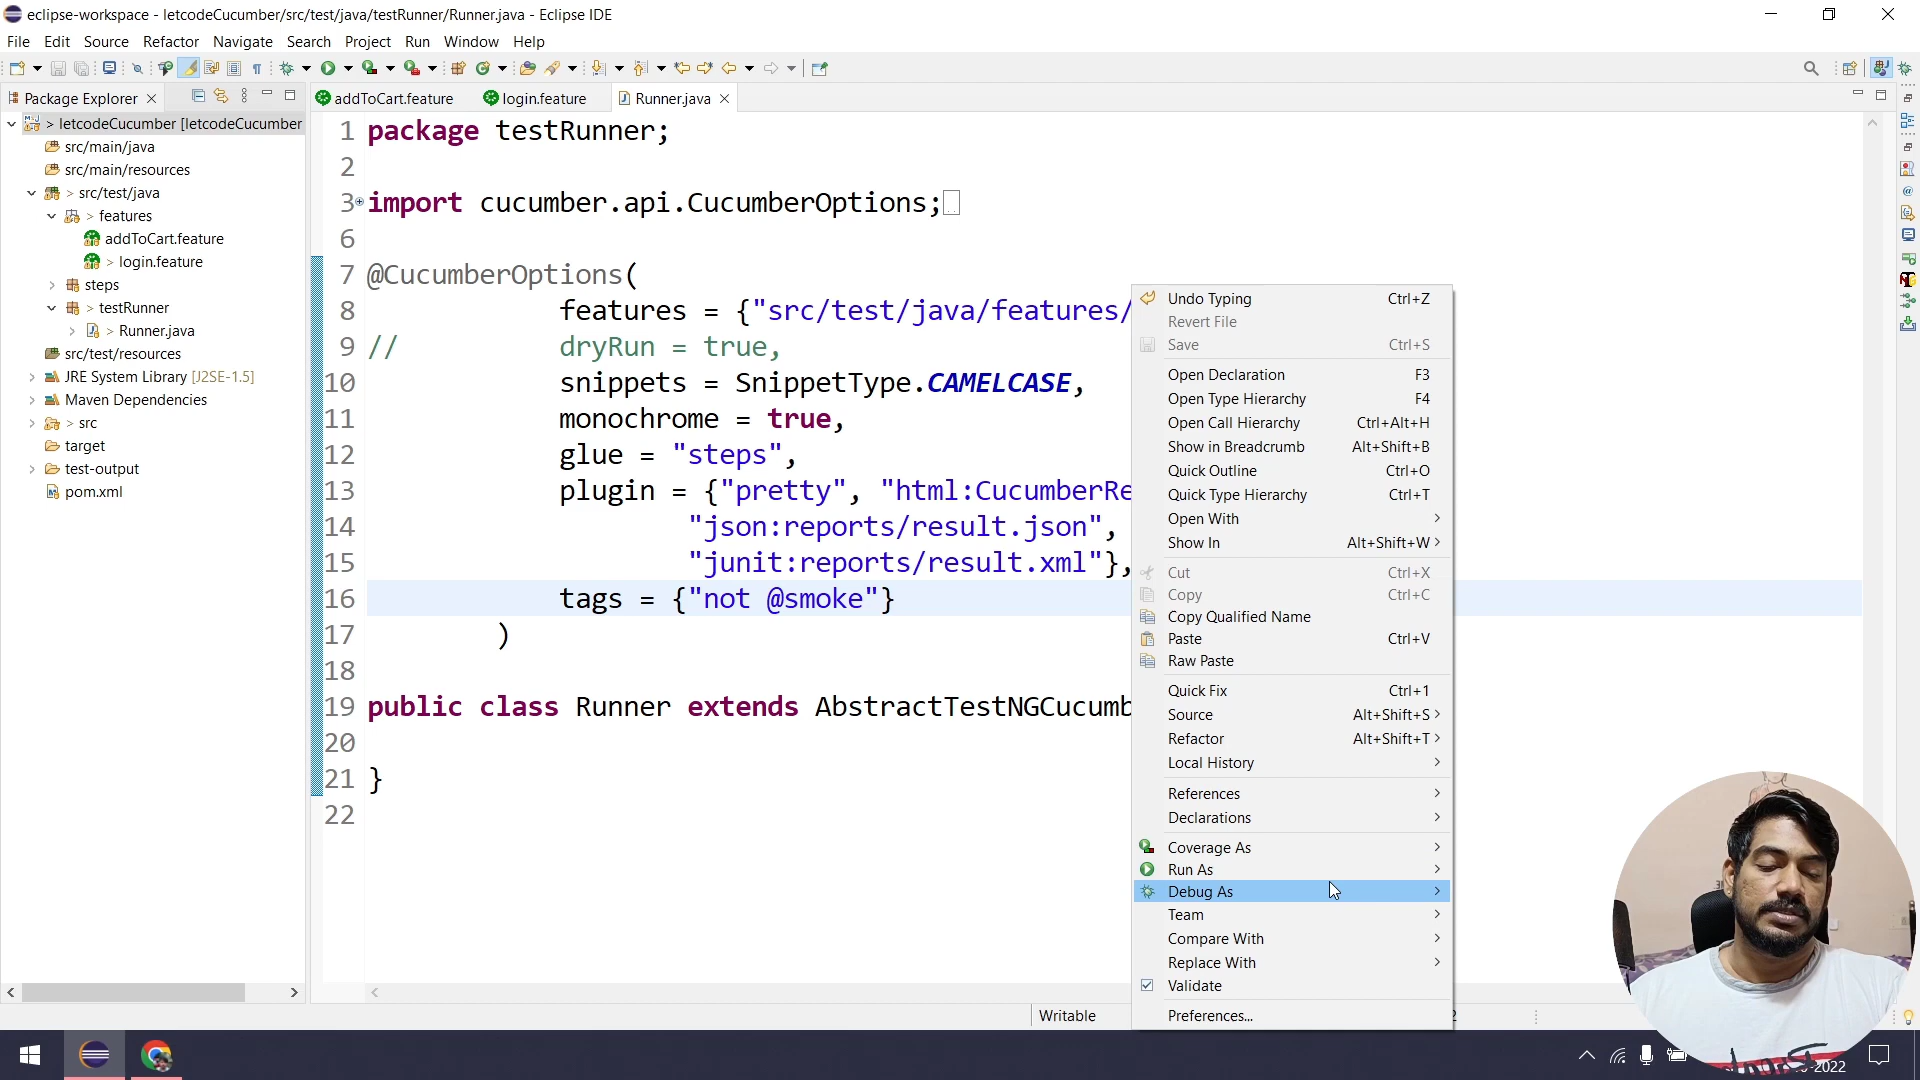 eclipse-workspace - letcodeCucumber/src/test/java/testRunner/Runner.java - Eclipse IDE
File Edit Source Refactor Navigate Search Project Run Window Help
Package Explorer
addToCart.feature login.feature Runner.java
> letcodeCucumber [letcodeCucumber
src/main/java
src/main/resources
> src/test/java
> features
addToCart.feature
> login.feature
steps
> testRunner
> Runner.java
src/test/resources
JRE System Library [J2SE-1.5]
Maven Dependencies
> src
target
test-output
pom.xml
1 package testRunner;
2
3 import cucumber.api.CucumberOptions;
6
7 @CucumberOptions(
8 features = {"src/test/java/features/
9 // dryRun = true,
10 snippets = SnippetType.CAMELCASE,
11 monochrome = true,
12 glue = "steps",
13 plugin = {"pretty", "html:CucumberRe
14 "json:reports/result.json",
15 "junit:reports/result.xml"},
16 tags = {"not @smoke"}
17 )
18
19 public class Runner extends AbstractTestNGCucumb
20
21 }
22
Undo Typing Ctrl+Z
Revert File
Save Ctrl+S
Open Declaration F3
Open Type Hierarchy F4
Open Call Hierarchy Ctrl+Alt+H
Show in Breadcrumb Alt+Shift+B
Quick Outline Ctrl+O
Quick Type Hierarchy Ctrl+T
Open With
Show In Alt+Shift+W
Cut Ctrl+X
Copy Ctrl+C
Copy Qualified Name
Paste Ctrl+V
Raw Paste
Quick Fix Ctrl+1
Source Alt+Shift+S
Refactor Alt+Shift+T
Local History
References
Declarations
Coverage As
Run As
Debug As
Team
Compare With
Replace With
Validate
Preferences...
Writable
2022